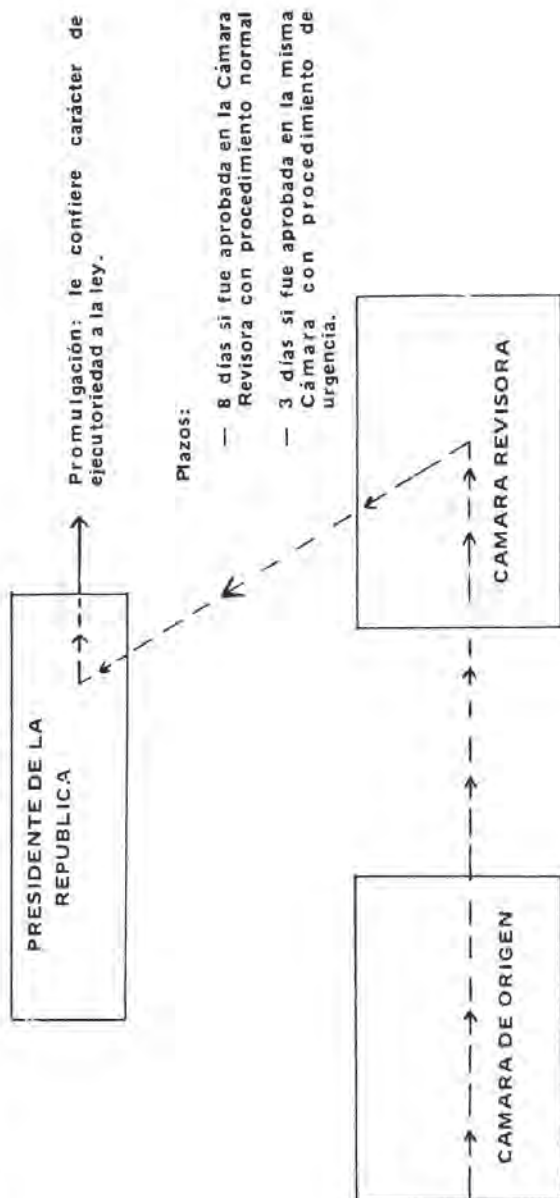 PRESIDENTE DE LA
REPUBLICA
Promulgación: le confiere carácter de
ejecutoriedad a la ley.
Plazos:
— 8 días si fue aprobada en la Cámara
Revisora con procedimiento normal
— 3 días si fue aprobada en la misma
Cámara con procedimiento de
urgencia.
CAMARA DE ORIGEN
CAMARA REVISORA